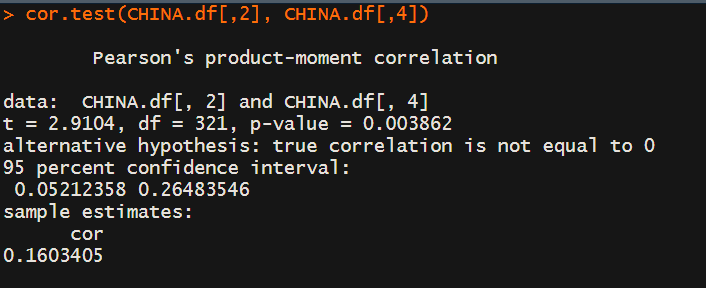 > cor.test(CHINA.df[,2], CHINA.df[,4])
Pearson's product-moment correlation
data:  CHINA.df[, 2] and CHINA.df[, 4]
t = 2.9104, df = 321, p-value = 0.003862
alternative hypothesis: true correlation is not equal to 0
95 percent confidence interval:
0.05212358 0.26483546
sample estimates:
cor
0.1603405